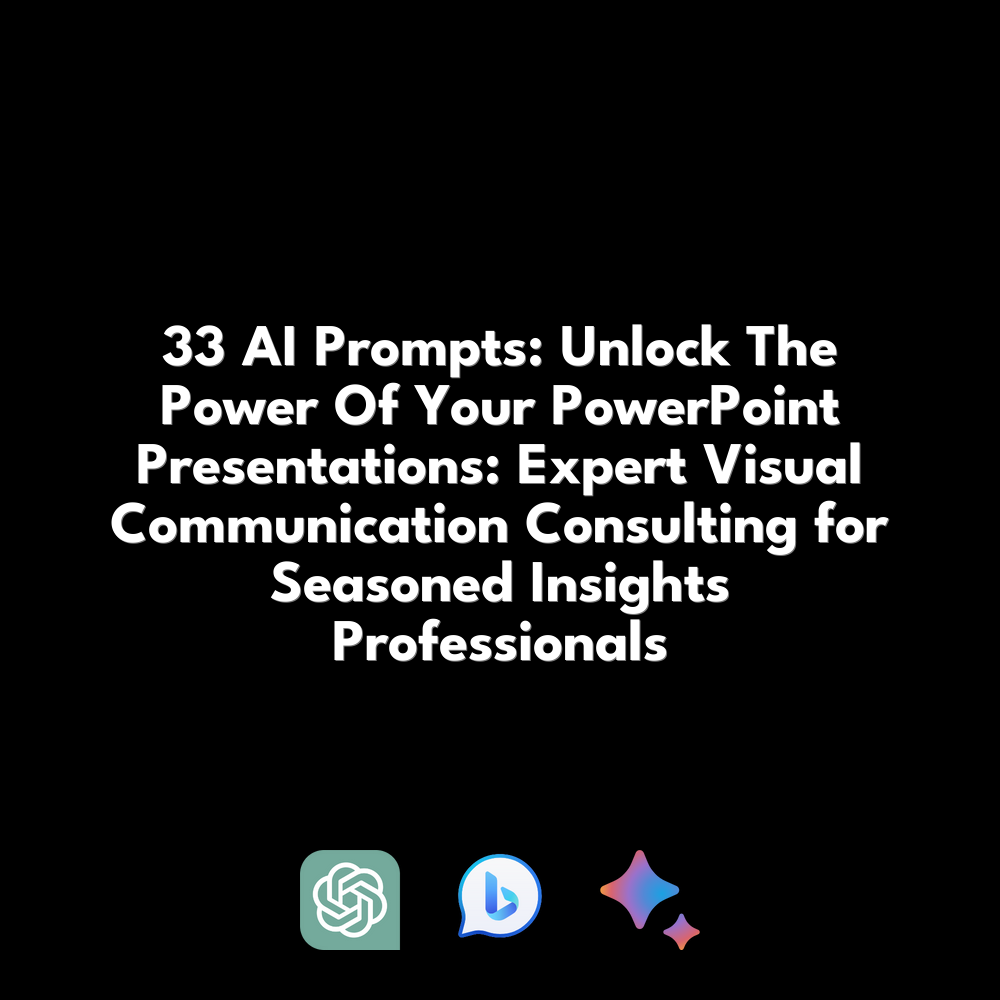 33 AI Prompts: Unlock The
Power Of Your PowerPoint
Presentations: Expert Visual
Communication Consulting for
Seasoned Insights
Professionals